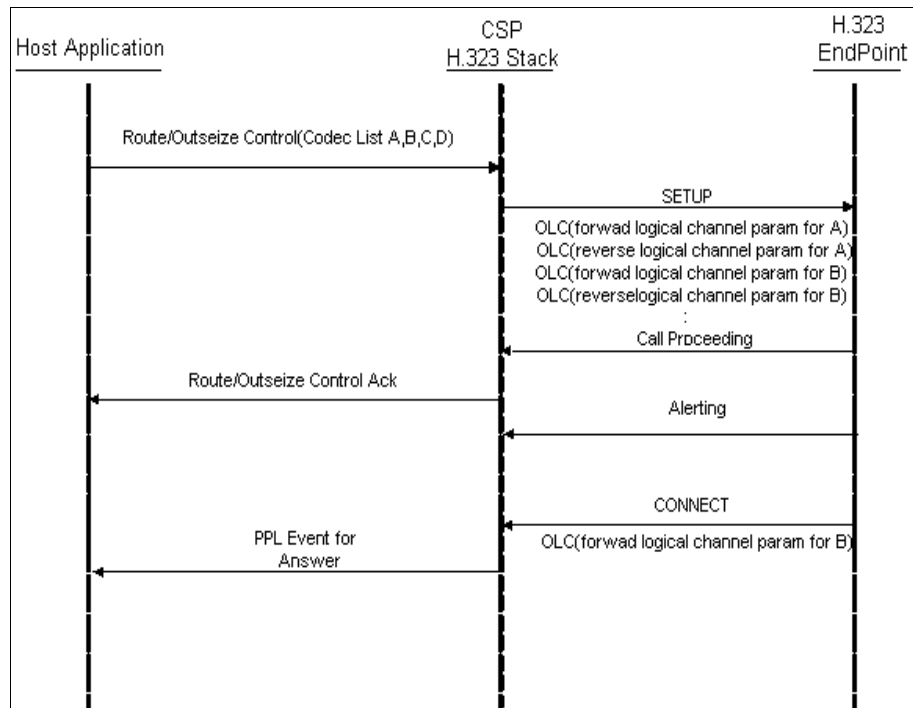 Host Application
CSP
H.323 Stack
H.323
EndPoint
Route/Outseize Control(Codec List A,B,C,D)
SETUP
OLC(forwad logical channel param for A)
OLC(reverse logical channel param for A)
OLC(forwad logical channel param for B)
OLC(reverselogical channel param for B)
:
Call Proceeding
Route/Outseize Control Ack
Alerting
CONNECT
OLC(forwad logical channel param for B)
PPL Event for
Answer